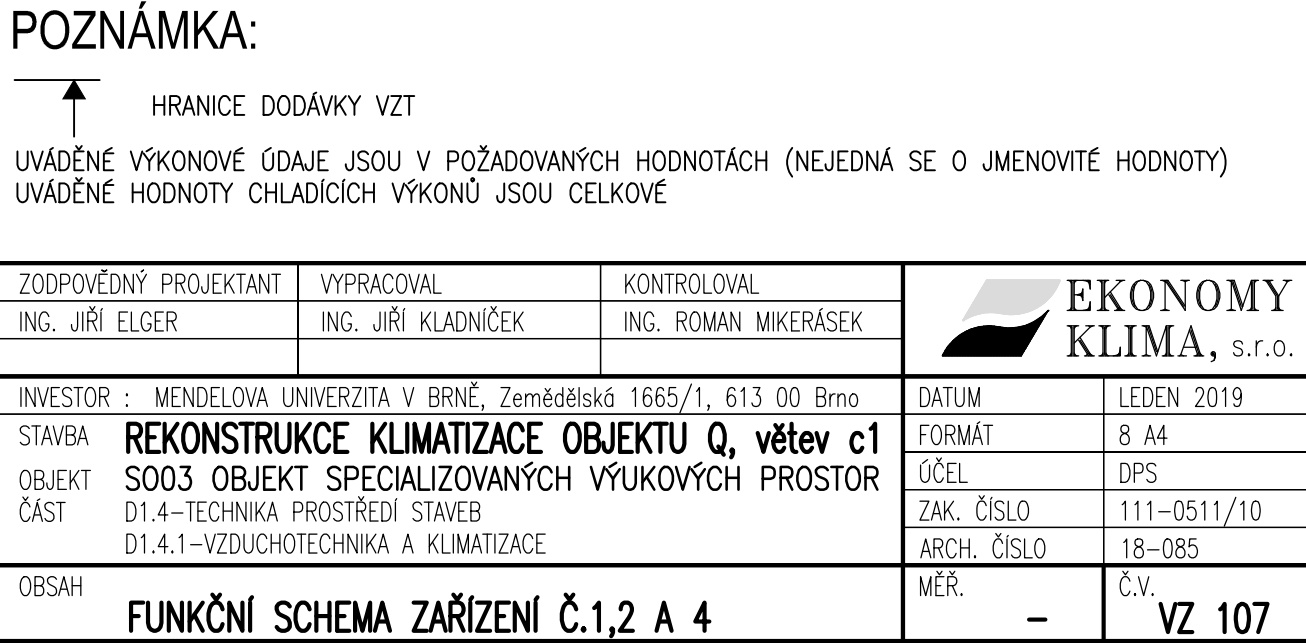 POZNÁMKA:
HRANICE DODÁVKY VZT
UVÁDĚNÉ VÝKONOVÉ ÚDAJE JSOU V POŽADOVANÝCH HODNOTÁCH (NEJEDNÁ SE O JMENOVITÉ HODNOTY)
UVÁDĚNÉ HODNOTY CHLADÍCÍCH VÝKONŮ JSOU CELKOVÉ
ZODPOVĚDNÝ PROJEKTANT VYPRACOVAL KONTROLOVAL
ING. JIŘÍ ELGER ING. JIŘÍ KLADNÍČEK ING. ROMAN MIKERÁSEK
EKONOMY
KLIMA, s.r.o.
INVESTOR : MENDELOVA UNIVERZITA V BRNĚ, Zemědělská 1665/1, 613 00 Brno
STAVBA REKONSTRUKCE KLIMATIZACE OBJEKTU Q, větev c1
OBJEKT SO03 OBJEKT SPECIALIZOVANÝCH VÝUKOVÝCH PROSTOR
ČÁST D1.4-TECHNIKA PROSTŘEDÍ STAVEB
D1.4.1-VZDUCHOTECHNIKA A KLIMATIZACE
DATUM LEDEN 2019
FORMÁT 8 A4
ÚČEL DPS
ZAK. ČÍSLO 111-0511/10
ARCH. ČÍSLO 18-085
OBSAH
FUNKČNÍ SCHEMA ZAŘÍZENÍ Č.1,2 A 4
MĚŘ.
-
Č.V.
VZ 107